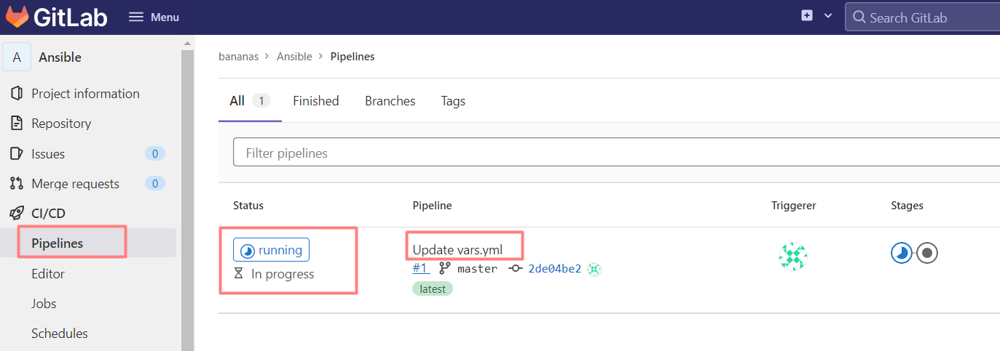 GitLab Menu Search GitLab
A Ansible
Project information
Repository
Issues 0
Merge requests 0
CI/CD
Pipelines
Editor
Jobs
Schedules
bananas > Ansible > Pipelines
All 1 Finished Branches Tags
Filter pipelines
Status Pipeline Triggerer Stages
running
In progress
Update vars.yml
#1 master 2de04be2
latest